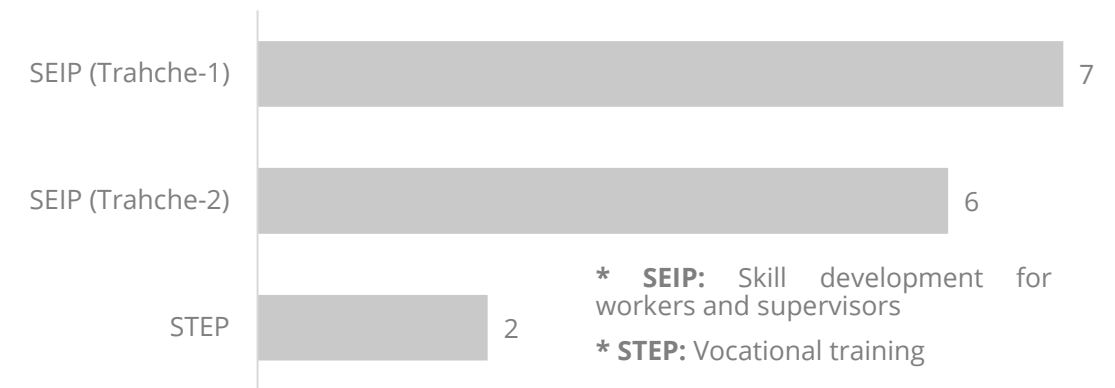 SEIP (Trahche-1)
7
SEIP (Trahche-2)
6
STEP
2
* SEIP: Skill development for
workers and supervisors
* STEP: Vocational training